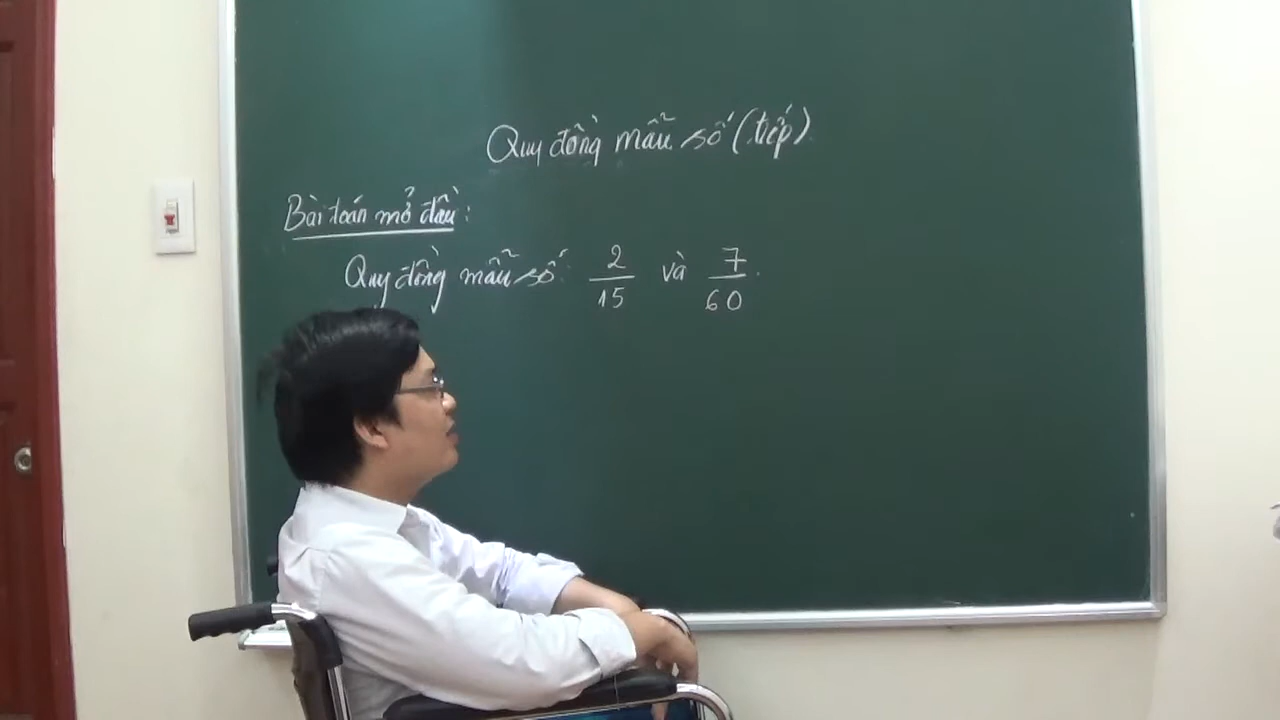 Quy đồng mẫu số (tiếp)
Bài toán mở đầu:
Quy đồng mẫu số: 2/15 và 7/60.